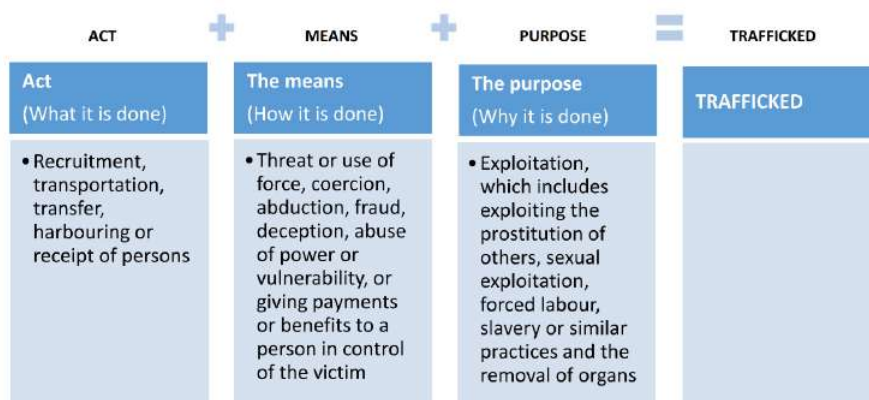 ACT
MEANS
PURPOSE
TRAFFICKED
Act
(What it is done)
• Recruitment,
transportation,
transfer,
harbouring or
receipt of persons
The means
(How it is done)
• Threat or use of
force, coercion,
abduction, fraud,
deception, abuse
of power or
vulnerability, or
giving payments
or benefits to a
person in control
of the victim
The purpose
(Why it is done)
• Exploitation,
which includes
exploiting the
prostitution of
others, sexual
exploitation,
forced labour,
slavery or similar
practices and the
removal of organs
TRAFFICKED